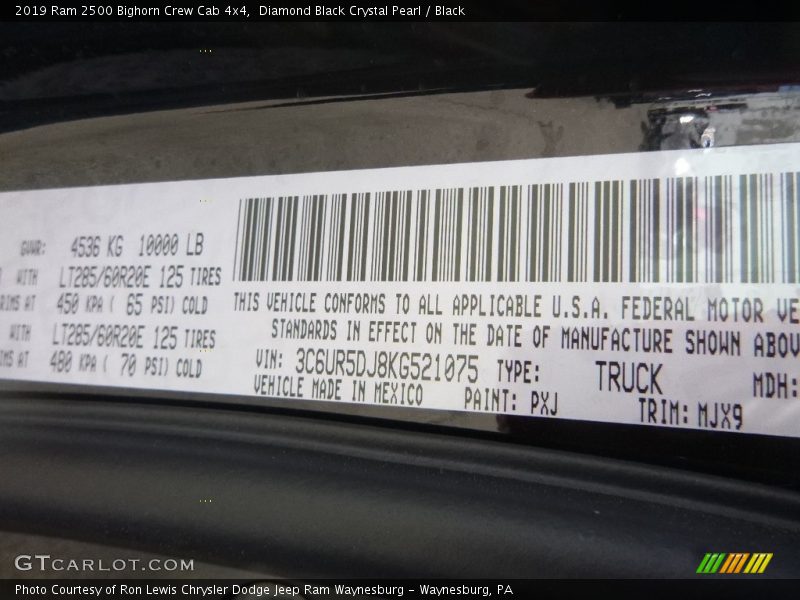 2019 Ram 2500 Bighorn Crew Cab 4x4,  Diamond Black Crystal Pearl / Black
GVWR: 4536 KG 10000 LB
WITH LT285/60R20E 125 TIRES
RIMS AT 450 KPA ( 65 PSI) COLD
WITH LT285/60R20E 125 TIRES
RIMS AT 480 KPA ( 70 PSI) COLD
THIS VEHICLE CONFORMS TO ALL APPLICABLE U.S.A. FEDERAL MOTOR VE
STANDARDS IN EFFECT ON THE DATE OF MANUFACTURE SHOWN ABOV
VIN: 3C6UR5DJ8KG521075 TYPE: TRUCK MDH:
VEHICLE MADE IN MEXICO PAINT: PXJ TRIM: MJX9
GTCARLOT.COM
Photo Courtesy of Ron Lewis Chrysler Dodge Jeep Ram Waynesburg - Waynesburg, PA